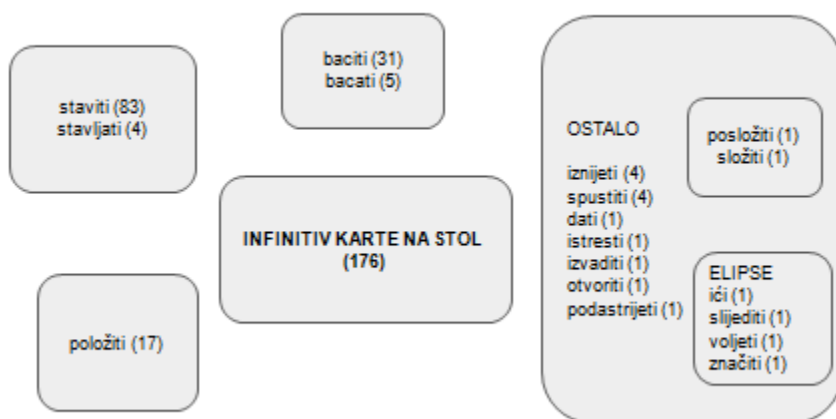 baciti (31)
bacati (5)
staviti (83)
stavljati (4)
INFINITIV KARTE NA STOL
(176)
položiti (17)
OSTALO
iznijeti (4)
spustiti (4)
dati (1)
istresti (1)
izvaditi (1)
otvoriti (1)
podastrijeti (1)
posložiti (1)
složiti (1)
ELIPSE
ići (1)
slijediti (1)
voljeti (1)
značiti (1)